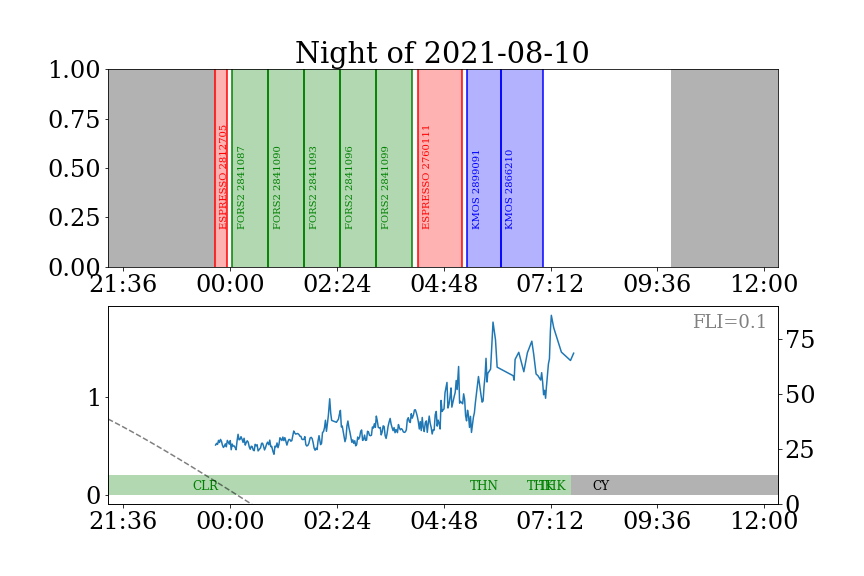 Night of 2021-08-10
1.00
0.75
0.50
0.25
0.00
ESPRESSO 2812705
FORS2 2841087
FORS2 2841090
FORS2 2841093
FORS2 2841096
FORS2 2841099
ESPRESSO 2760111
KMOS 2899091
KMOS 2866210
21:36 00:00 02:24 04:48 07:12 09:36 12:00
FLI=0.1
1
0
75
50
25
0
CLR THN THK THK CY
21:36 00:00 02:24 04:48 07:12 09:36 12:00